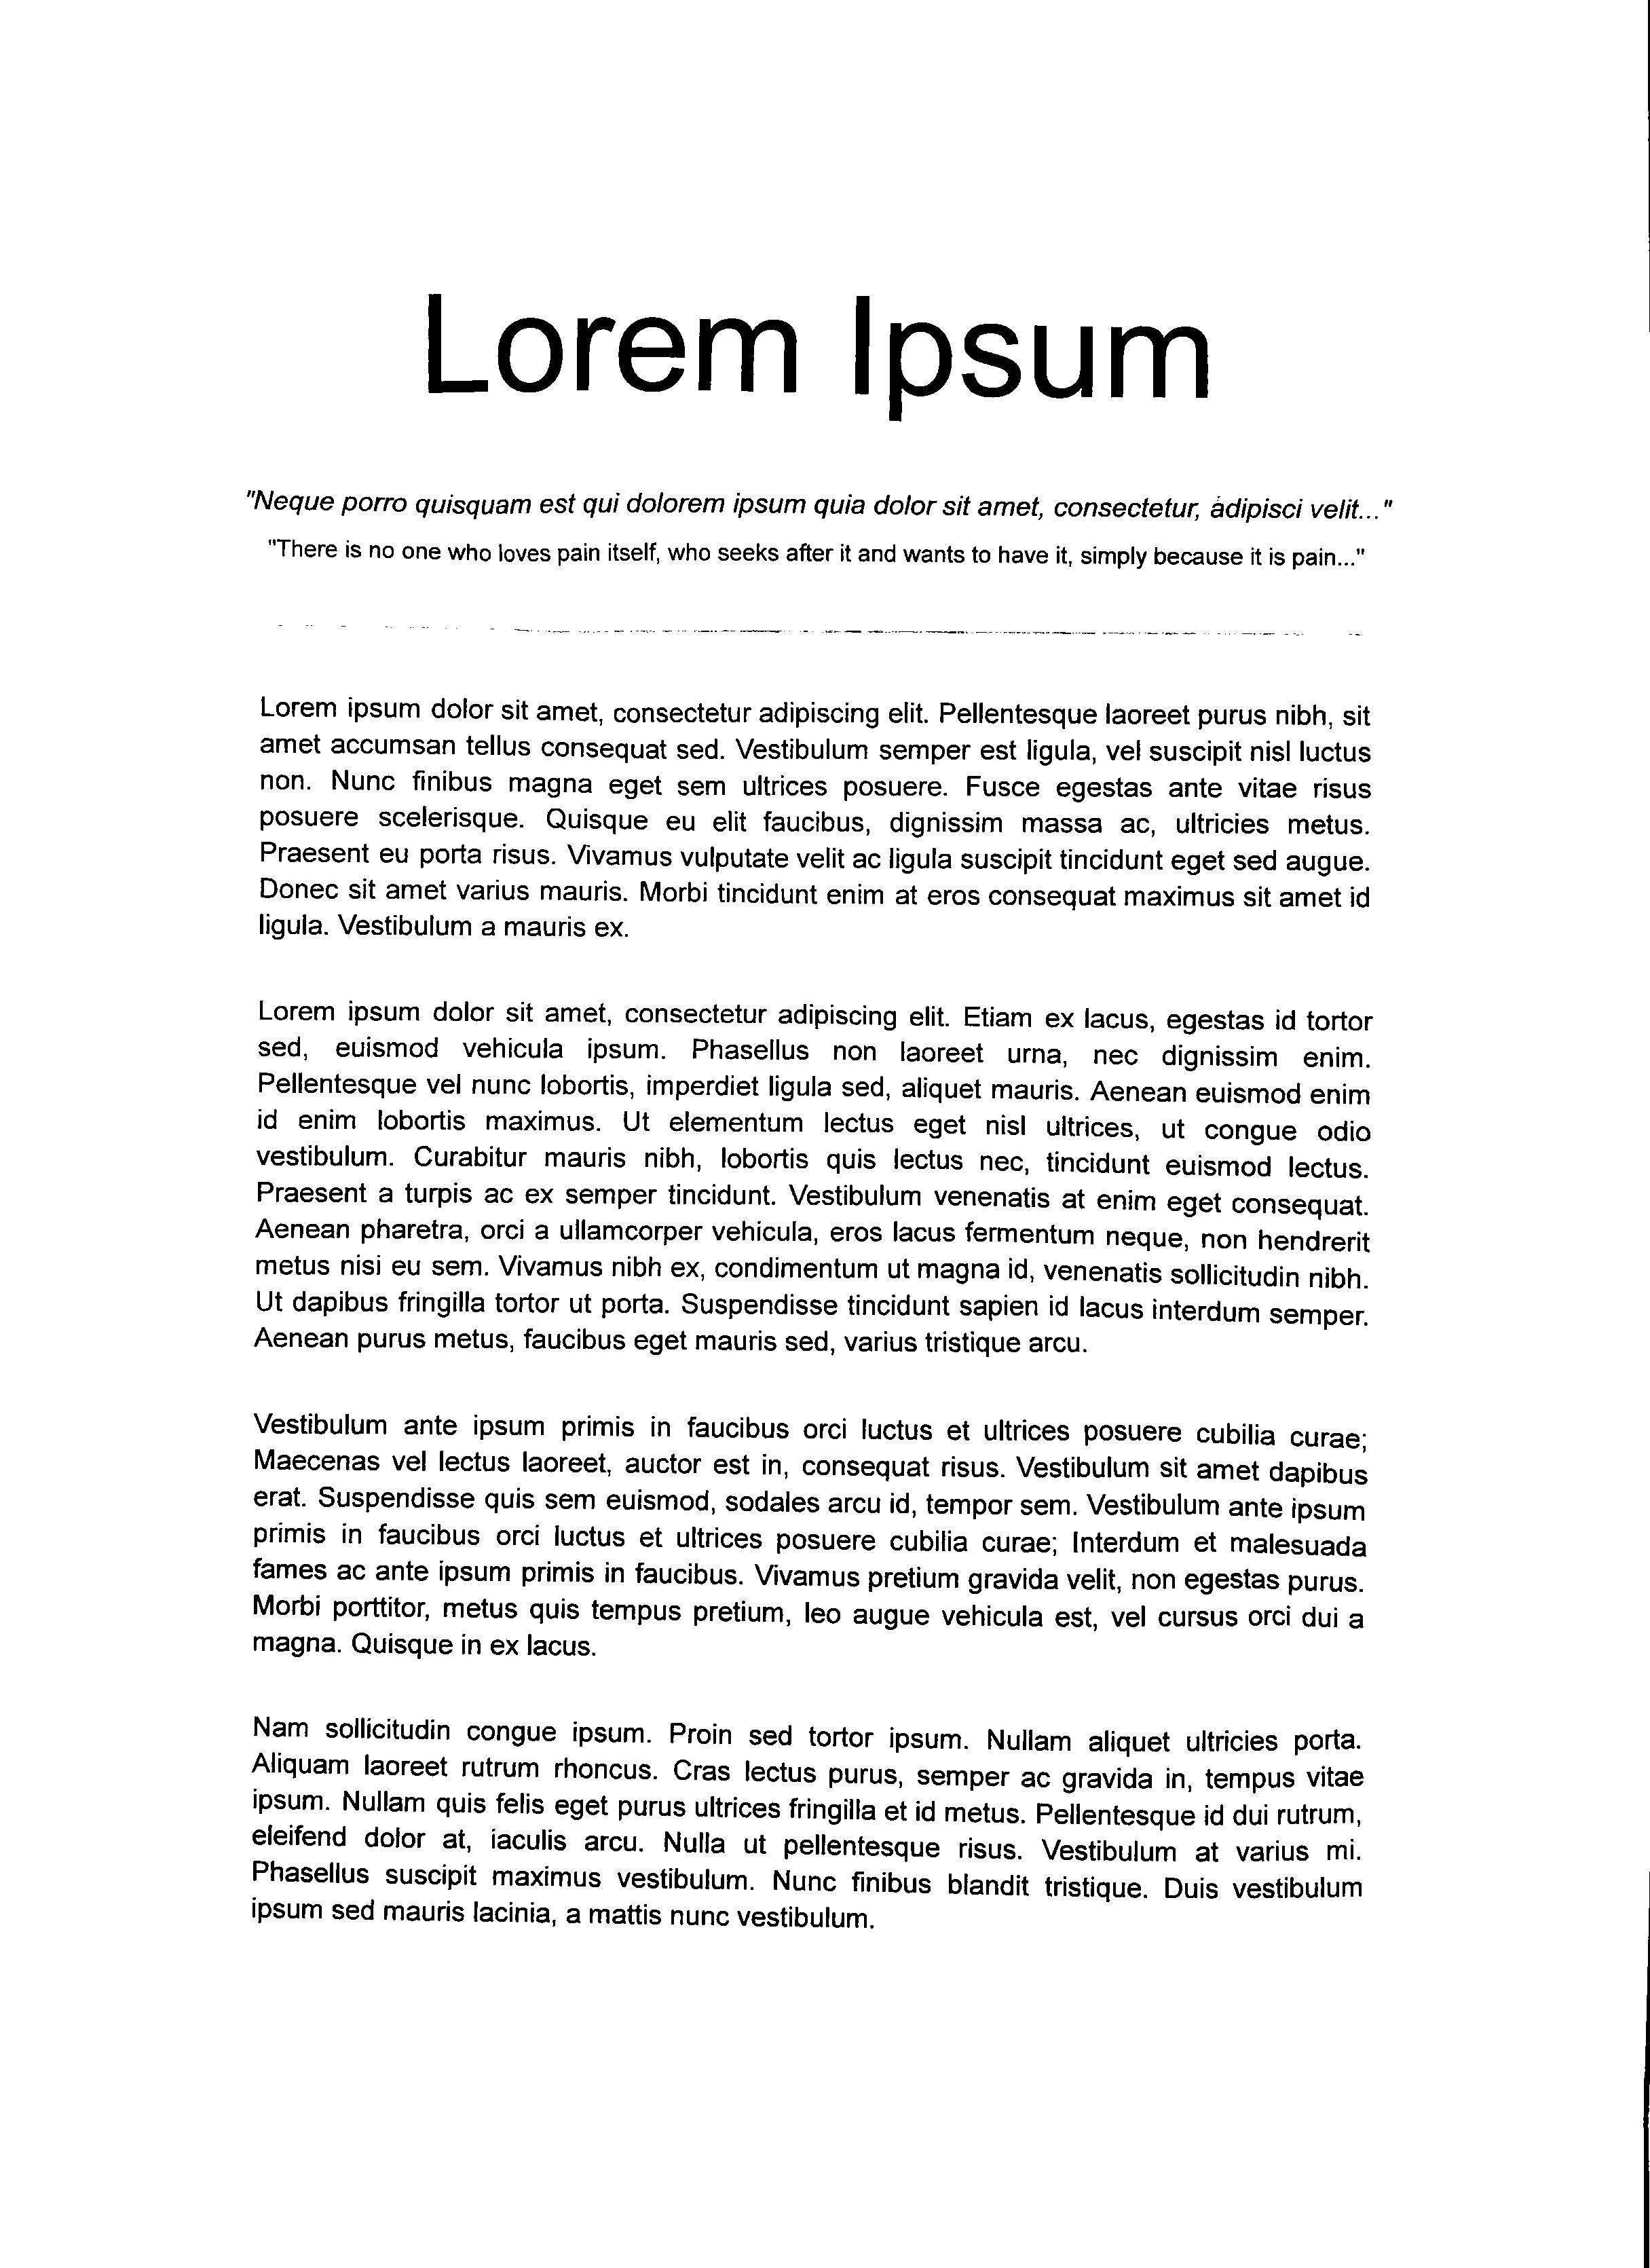 Lorem Ipsum
"Neque porro quisquam est qui dolorem ipsum quia dolor sit amet, consectetur, adipisci velit..."
"There is no one who loves pain itself, who seeks after it and wants to have it, simply because it is pain..."
Lorem ipsum dolor sit amet, consectetur adipiscing elit. Pellentesque laoreet purus nibh, sit
amet accumsan tellus consequat sed. Vestibulum semper est ligula, vel suscipit nisl luctus
non. Nunc finibus magna eget sem ultrices posuere. Fusce egestas ante vitae risus
posuere scelerisque. Quisque eu elit faucibus, dignissim massa ac, ultricies metus.
Praesent eu porta risus. Vivamus vulputate velit ac ligula suscipit tincidunt eget sed augue.
Donec sit amet varius mauris. Morbi tincidunt enim at eros consequat maximus sit amet id
ligula. Vestibulum a mauris ex.
Lorem ipsum dolor sit amet, consectetur adipiscing elit. Etiam ex lacus, egestas id tortor
sed, euismod vehicula ipsum. Phasellus non laoreet urna, nec dignissim enim.
Pellentesque vel nunc lobortis, imperdiet ligula sed, aliquet mauris. Aenean euismod enim
id enim lobortis maximus. Ut elementum lectus eget nisl ultrices, ut congue odio
vestibulum. Curabitur mauris nibh, lobortis quis lectus nec, tincidunt euismod lectus.
Praesent a turpis ac ex semper tincidunt. Vestibulum venenatis at enim eget consequat.
Aenean pharetra, orci a ullamcorper vehicula, eros lacus fermentum neque, non hendrerit
metus nisi eu sem. Vivamus nibh ex, condimentum ut magna id, venenatis sollicitudin nibh.
Ut dapibus fringilla tortor ut porta. Suspendisse tincidunt sapien id lacus interdum semper.
Aenean purus metus, faucibus eget mauris sed, varius tristique arcu.
Vestibulum ante ipsum primis in faucibus orci luctus et ultrices posuere cubilia curae;
Maecenas vel lectus laoreet, auctor est in, consequat risus. Vestibulum sit amet dapibus
erat. Suspendisse quis sem euismod, sodales arcu id, tempor sem. Vestibulum ante ipsum
primis in faucibus orci luctus et ultrices posuere cubilia curae; Interdum et malesuada
fames ac ante ipsum primis in faucibus. Vivamus pretium gravida velit, non egestas purus.
Morbi porttitor, metus quis tempus pretium, leo augue vehicula est, vel cursus orci dui a
magna. Quisque in ex lacus.
Nam sollicitudin congue ipsum. Proin sed tortor ipsum. Nullam aliquet ultricies porta.
Aliquam laoreet rutrum rhoncus. Cras lectus purus, semper ac gravida in, tempus vitae
ipsum. Nullam quis felis eget purus ultrices fringilla et id metus. Pellentesque id dui rutrum,
eleifend dolor at, iaculis arcu. Nulla ut pellentesque risus. Vestibulum at varius mi.
Phasellus suscipit maximus vestibulum. Nunc finibus blandit tristique. Duis vestibulum
ipsum sed mauris lacinia, a mattis nunc vestibulum.